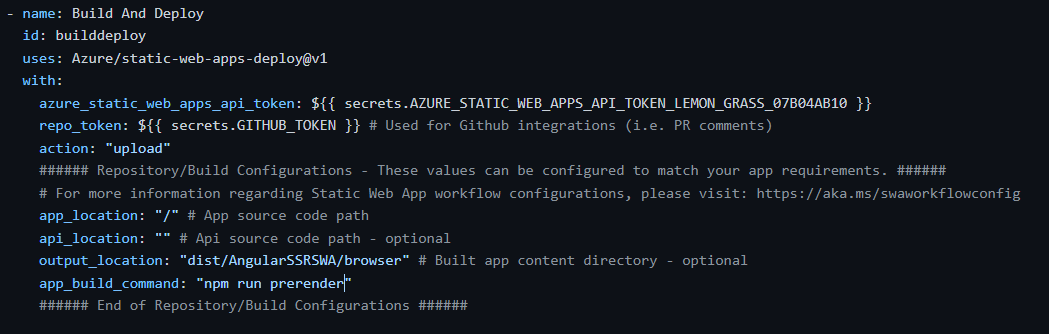 - name: Build And Deploy
id: builddeploy
uses: Azure/static-web-apps-deploy@v1
with:
azure_static_web_apps_api_token: ${{ secrets.AZURE_STATIC_WEB_APPS_API_TOKEN_LEMON_GRASS_07B04AB10 }}
repo_token: ${{ secrets.GITHUB_TOKEN }} # Used for Github integrations (i.e. PR comments)
action: "upload"
###### Repository/Build Configurations - These values can be configured to match your app requirements. ######
# For more information regarding Static Web App workflow configurations, please visit: https://aka.ms/swaworkflowconfig
app_location: "/" # App source code path
api_location: "" # Api source code path - optional
output_location: "dist/AngularSSRSWA/browser" # Built app content directory - optional
app_build_command: "npm run prerender"
###### End of Repository/Build Configurations ######